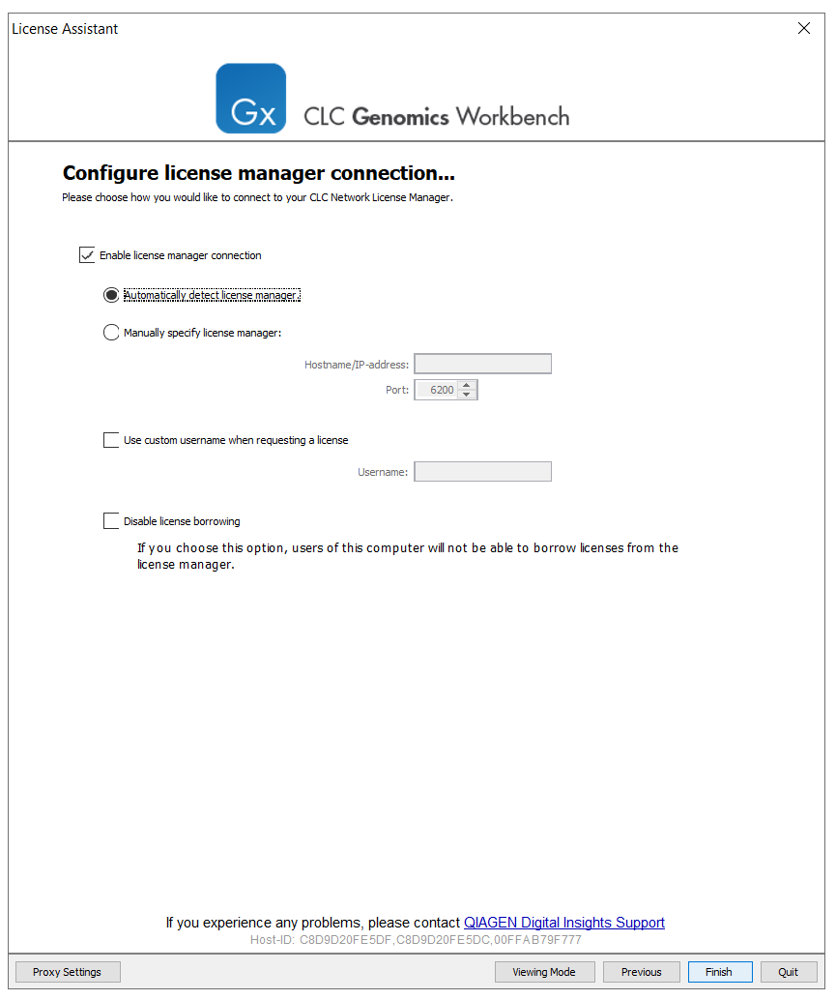 License Assistant
Gx CLC Genomics Workbench
Configure license manager connection...
Please choose how you would like to connect to your CLC Network License Manager.
Enable license manager connection
Automatically detect license manager.
Manually specify license manager:
Hostname/IP-address:
Port: 6200
Use custom username when requesting a license
Username:
Disable license borrowing
If you choose this option, users of this computer will not be able to borrow licenses from the
license manager.
If you experience any problems, please contact QIAGEN Digital Insights Support
Host-ID: C8D9D20FE5DF,C8D9D20FE5DC,00FFAB79F777
Proxy Settings Viewing Mode Previous Finish Quit